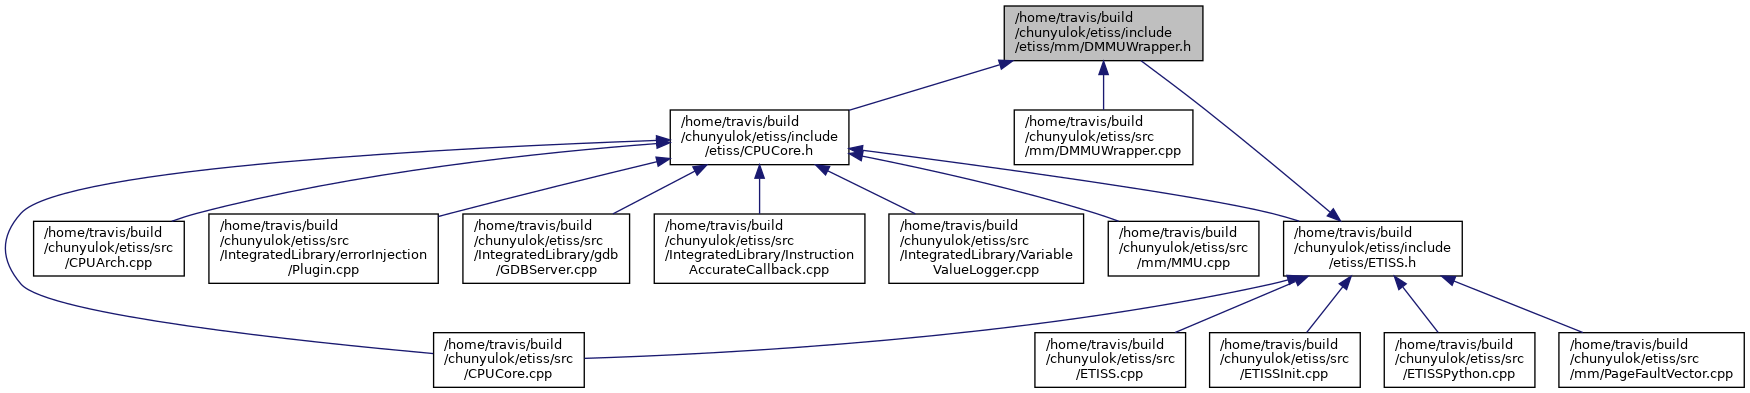 /home/travis/build
/chunyulok/etiss/include
/etiss/mm/DMMUWrapper.h
/home/travis/build
/chunyulok/etiss/include
/etiss/CPUCore.h
/home/travis/build
/chunyulok/etiss/src
/mm/DMMUWrapper.cpp
/home/travis/build
/chunyulok/etiss/src
/CPUArch.cpp
/home/travis/build
/chunyulok/etiss/src
/IntegratedLibrary/errorInjection
/Plugin.cpp
/home/travis/build
/chunyulok/etiss/src
/IntegratedLibrary/gdb
/GDBServer.cpp
/home/travis/build
/chunyulok/etiss/src
/IntegratedLibrary/Instruction
AccurateCallback.cpp
/home/travis/build
/chunyulok/etiss/src
/IntegratedLibrary/Variable
ValueLogger.cpp
/home/travis/build
/chunyulok/etiss/src
/mm/MMU.cpp
/home/travis/build
/chunyulok/etiss/include
/etiss/ETISS.h
/home/travis/build
/chunyulok/etiss/src
/CPUCore.cpp
/home/travis/build
/chunyulok/etiss/src
/ETISS.cpp
/home/travis/build
/chunyulok/etiss/src
/ETISSInit.cpp
/home/travis/build
/chunyulok/etiss/src
/ETISSPython.cpp
/home/travis/build
/chunyulok/etiss/src
/mm/PageFaultVector.cpp